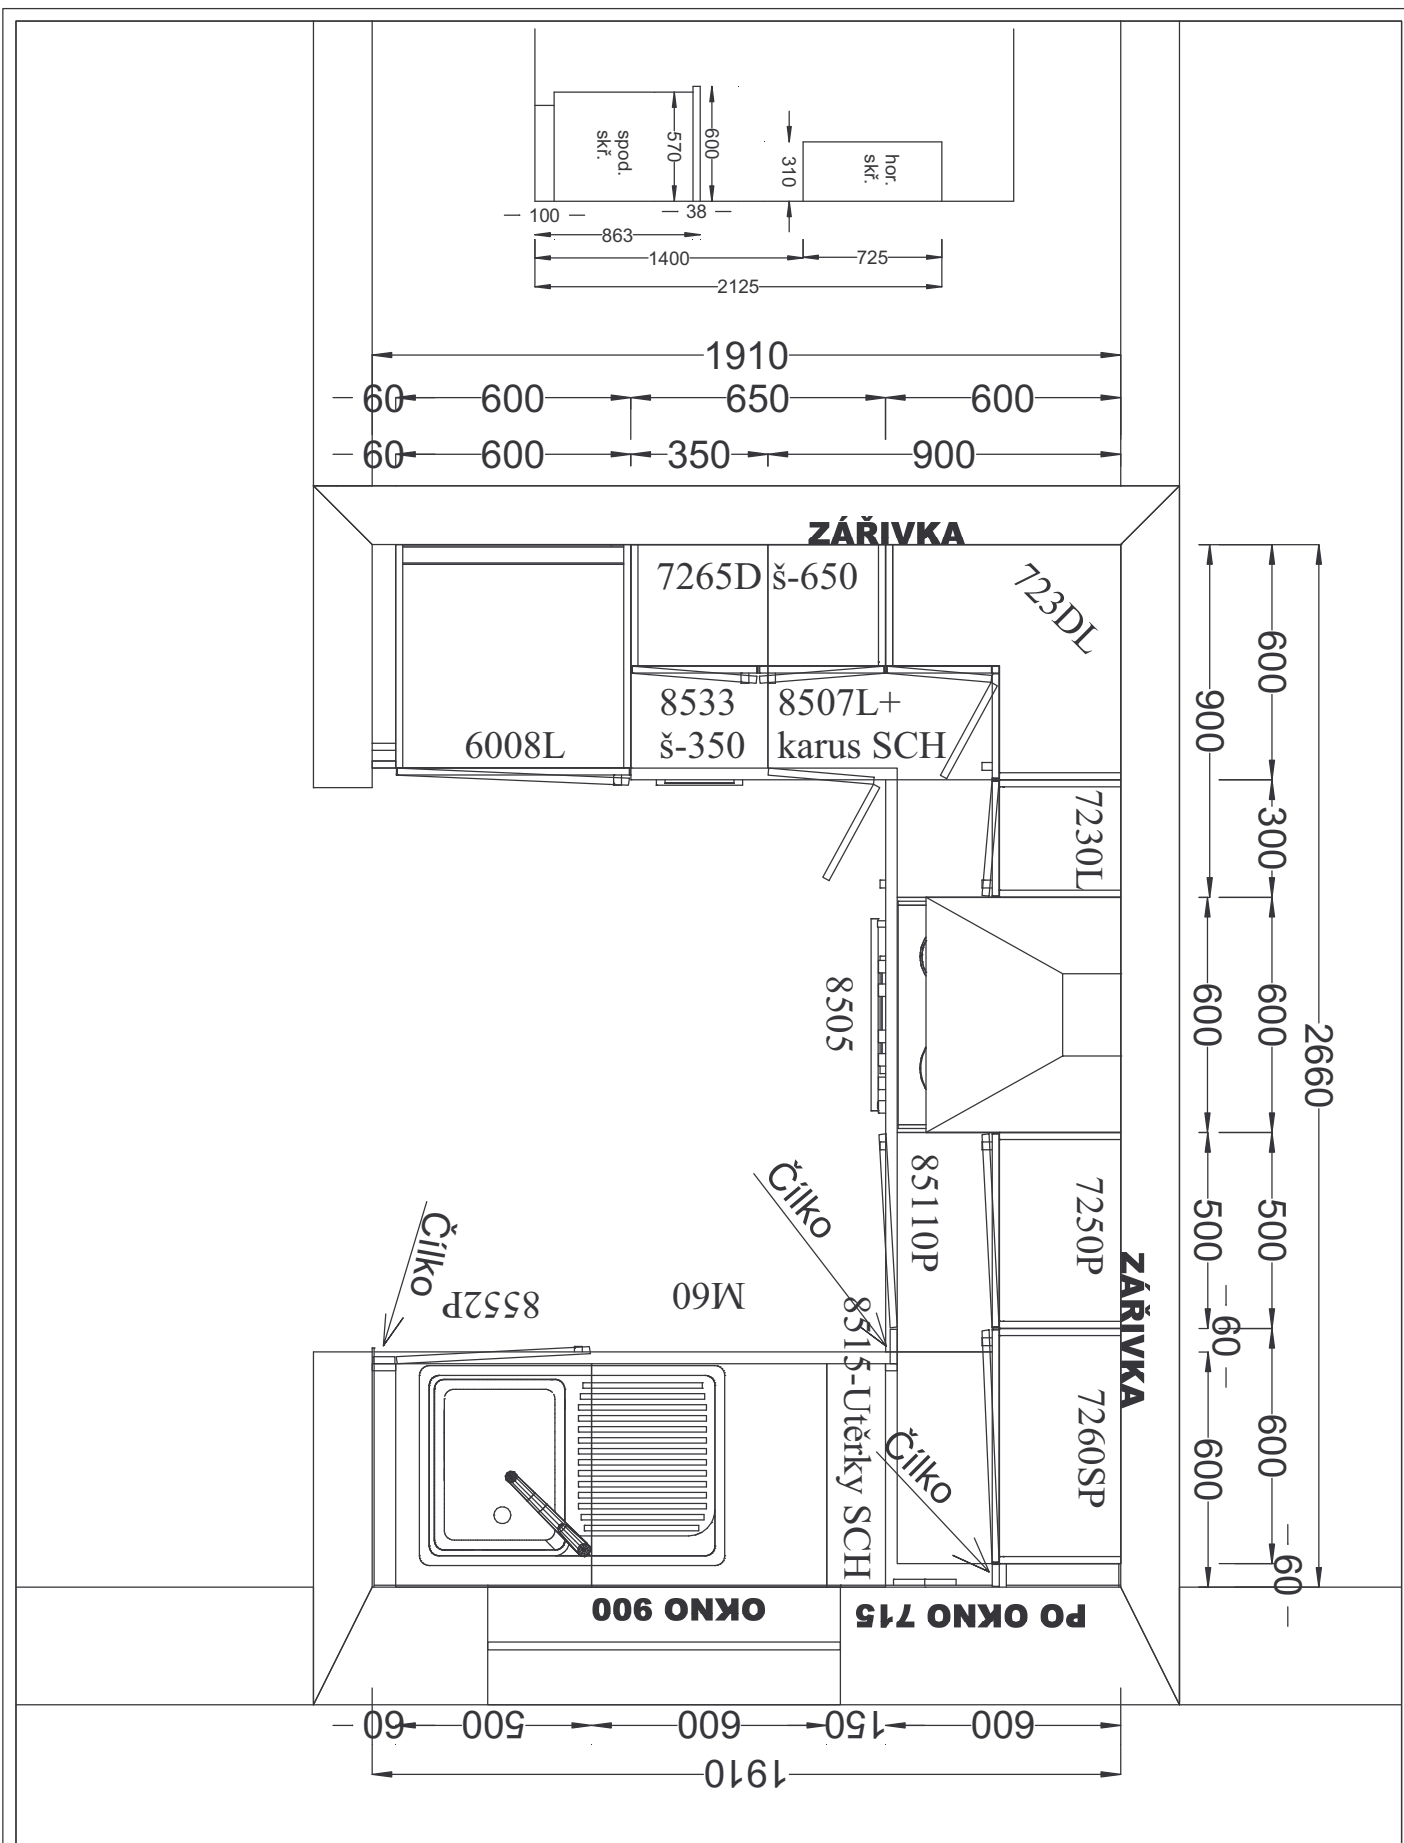 600
570
spod.
skř.
310
hor.
skř.
100
38
863
1400
725
2125
1910
60
600
650
600
60
600
350
900
ZÁŘIVKA
7265D š-650
723DL
8533
š-350
8507L+
karus SCH
6008L
7230L
8505
85110P
7250P
ZÁŘIVKA
7260SP
Čílko
Čílko
Čílko
8552P
M60
8515-Utěrky SCH
900
600
500
60
600
600
300
600
500
600
60
2660
OKNO 900
PO OKNO 715
60
500
600
150
600
1910